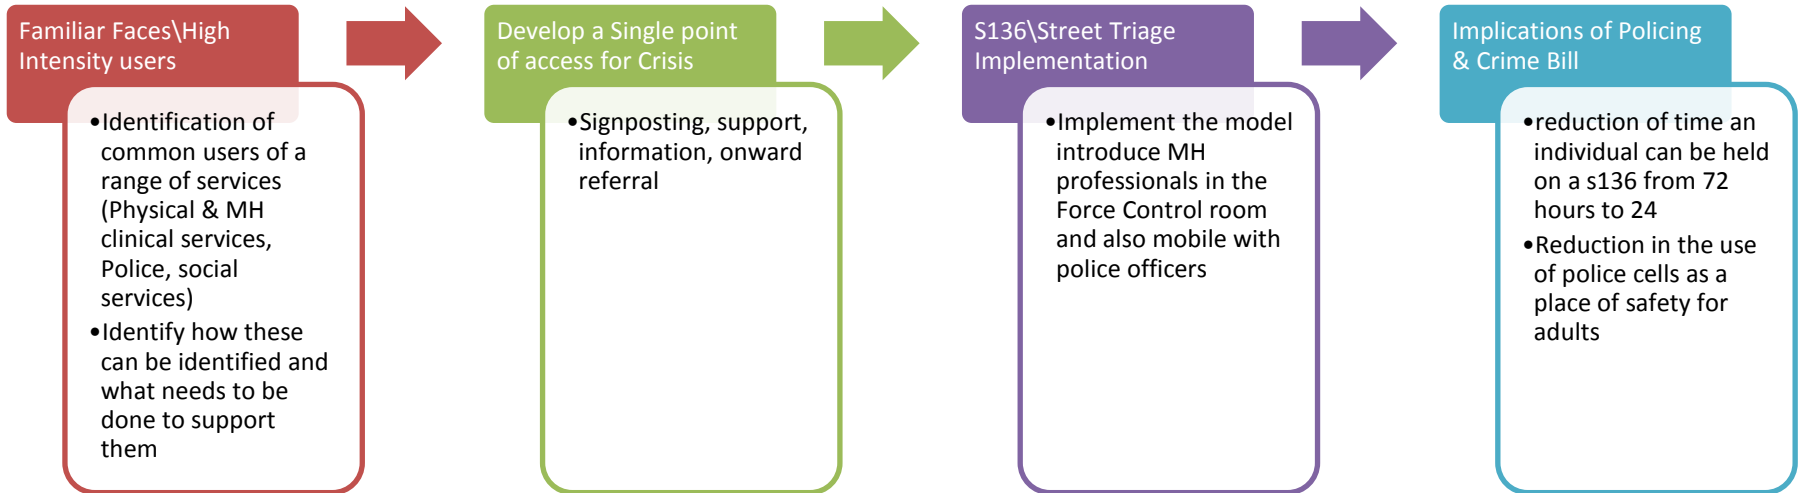 Familiar Faces\High
Intensity users
•Identification of
common users of a
range of services
(Physical & MH
clinical services,
Police, social
services)
•Identify how these
can be identified and
what needs to be
done to support
them
Develop a Single point
of access for Crisis
•Signposting, support,
information, onward
referral
S136\Street Triage
Implementation
•Implement the model
introduce MH
professionals in the
Force Control room
and also mobile with
police officers
Implications of Policing
& Crime Bill
•reduction of time an
individual can be held
on a s136 from 72
hours to 24
•Reduction in the use
of police cells as a
place of safety for
adults